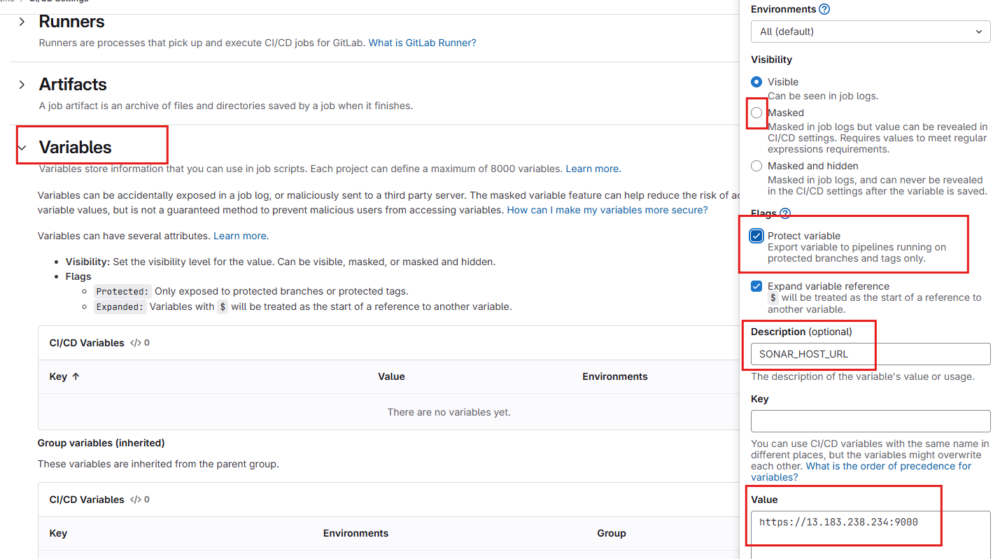 CI/CD Settings
Runners
Runners are processes that pick up and execute CI/CD jobs for GitLab. What is GitLab Runner?
Artifacts
A job artifact is an archive of files and directories saved by a job when it finishes.
Variables
Variables store information that you can use in job scripts. Each project can define a maximum of 8000 variables. Learn more.
Variables can be accidentally exposed in a job log, or maliciously sent to a third party server. The masked variable feature can help reduce the risk of
variable values, but is not a guaranteed method to prevent malicious users from accessing variables. How can I make my variables more secure?
Variables can have several attributes. Learn more.
Visibility: Set the visibility level for the value. Can be visible, masked, or masked and hidden.
Flags
Protected: Only exposed to protected branches or protected tags.
Expanded: Variables with $ will be treated as the start of a reference to another variable.
CI/CD Variables </> 0
Key ↑ Value Environments
There are no variables yet.
Group variables (inherited)
These variables are inherited from the parent group.
CI/CD Variables </> 0
Key Environments Group
Environments
All (default)
Visibility
Visible
Can be seen in job logs.
Masked
Masked in job logs but value can be revealed in
CI/CD settings. Requires values to meet regular
expressions requirements.
Masked and hidden
Masked in job logs, and can never be revealed
in the CI/CD settings after the variable is saved.
Flags
Protect variable
Export variable to pipelines running on
protected branches and tags only.
Expand variable reference
$ will be treated as the start of a reference to
another variable.
Description (optional)
SONAR_HOST_URL
The description of the variable's value or usage.
Key
You can use CI/CD variables with the same name in
different places, but the variables might overwrite
each other. What is the order of precedence for
variables?
Value
https://13.183.238.234:9000